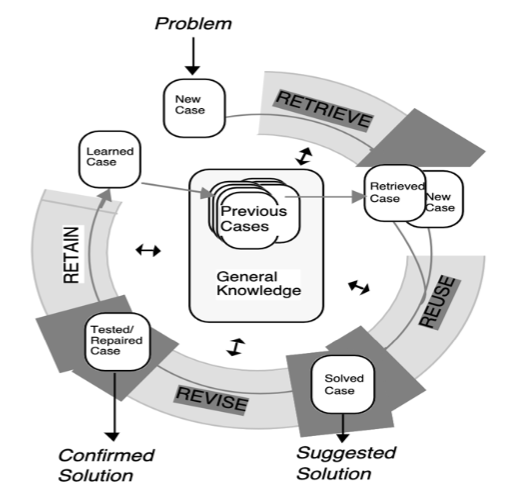 Problem
New
Case
RETRIEVE
Learned
Case
Previous
Cases
Retrieved
Case
New
Case
General
Knowledge
RETAIN
REUSE
Tested/
Repaired
Case
REVISE
Solved
Case
Confirmed
Solution
Suggested
Solution